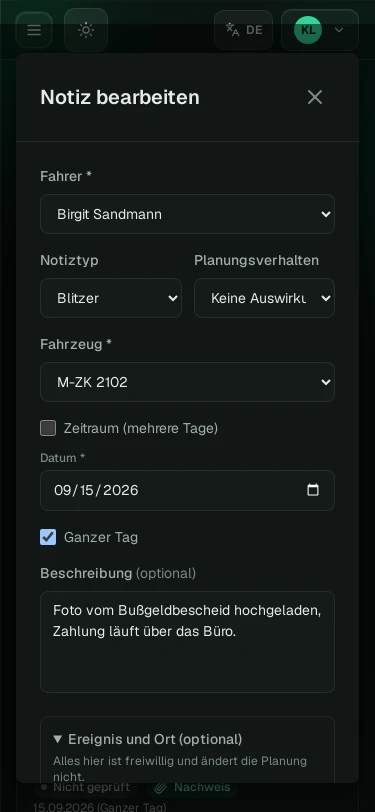 DE
KL
Notiz bearbeiten
Fahrer *
Birgit Sandmann
Notiztyp
Planungsverhalten
Blitzer
Keine Auswirku
Fahrzeug *
M-ZK 2102
Zeitraum (mehrere Tage)
Datum *
09/15/2026
Ganzer Tag
Beschreibung (optional)
Foto vom Bußgeldbescheid hochgeladen,
Zahlung läuft über das Büro.
Ereignis und Ort (optional)
Alles hier ist freiwillig und ändert die Planung
nicht.
Nicht geprüft
Nachweis
15.09.2026 (Ganzer Tag)